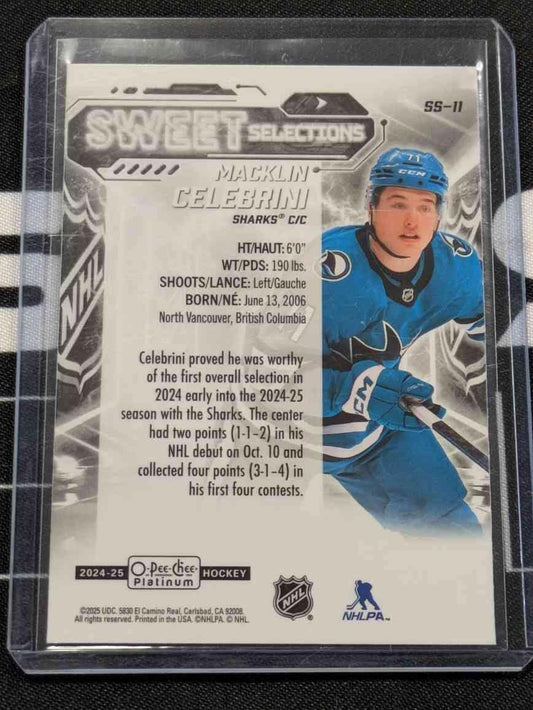 SS-11
SWEET SELECTIONS
MACKLIN
CELEBRINI
SHARKS® C/C
HT/HAUT: 6'0"
WT/PDS: 190 lbs.
SHOOTS/LANCE: Left/Gauche
BORN/NÉ: June 13, 2006
North Vancouver, British Columbia
Celebrini proved he was worthy
of the first overall selection in
2024 early into the 2024-25
season with the Sharks. The center
had two points (1-1–2) in his
NHL debut on Oct. 10 and
collected four points (3-1–4) in
his first four contests.
71
CCM
CCM
NHL
2024-25 O-Pee-Chee Platinum HOCKEY
NHL
NHLPA™
©2025 UDC. 5830 El Camino Real, Carlsbad, CA 92008.
All rights reserved. Printed in the USA. ©NHLPA. © NHL.